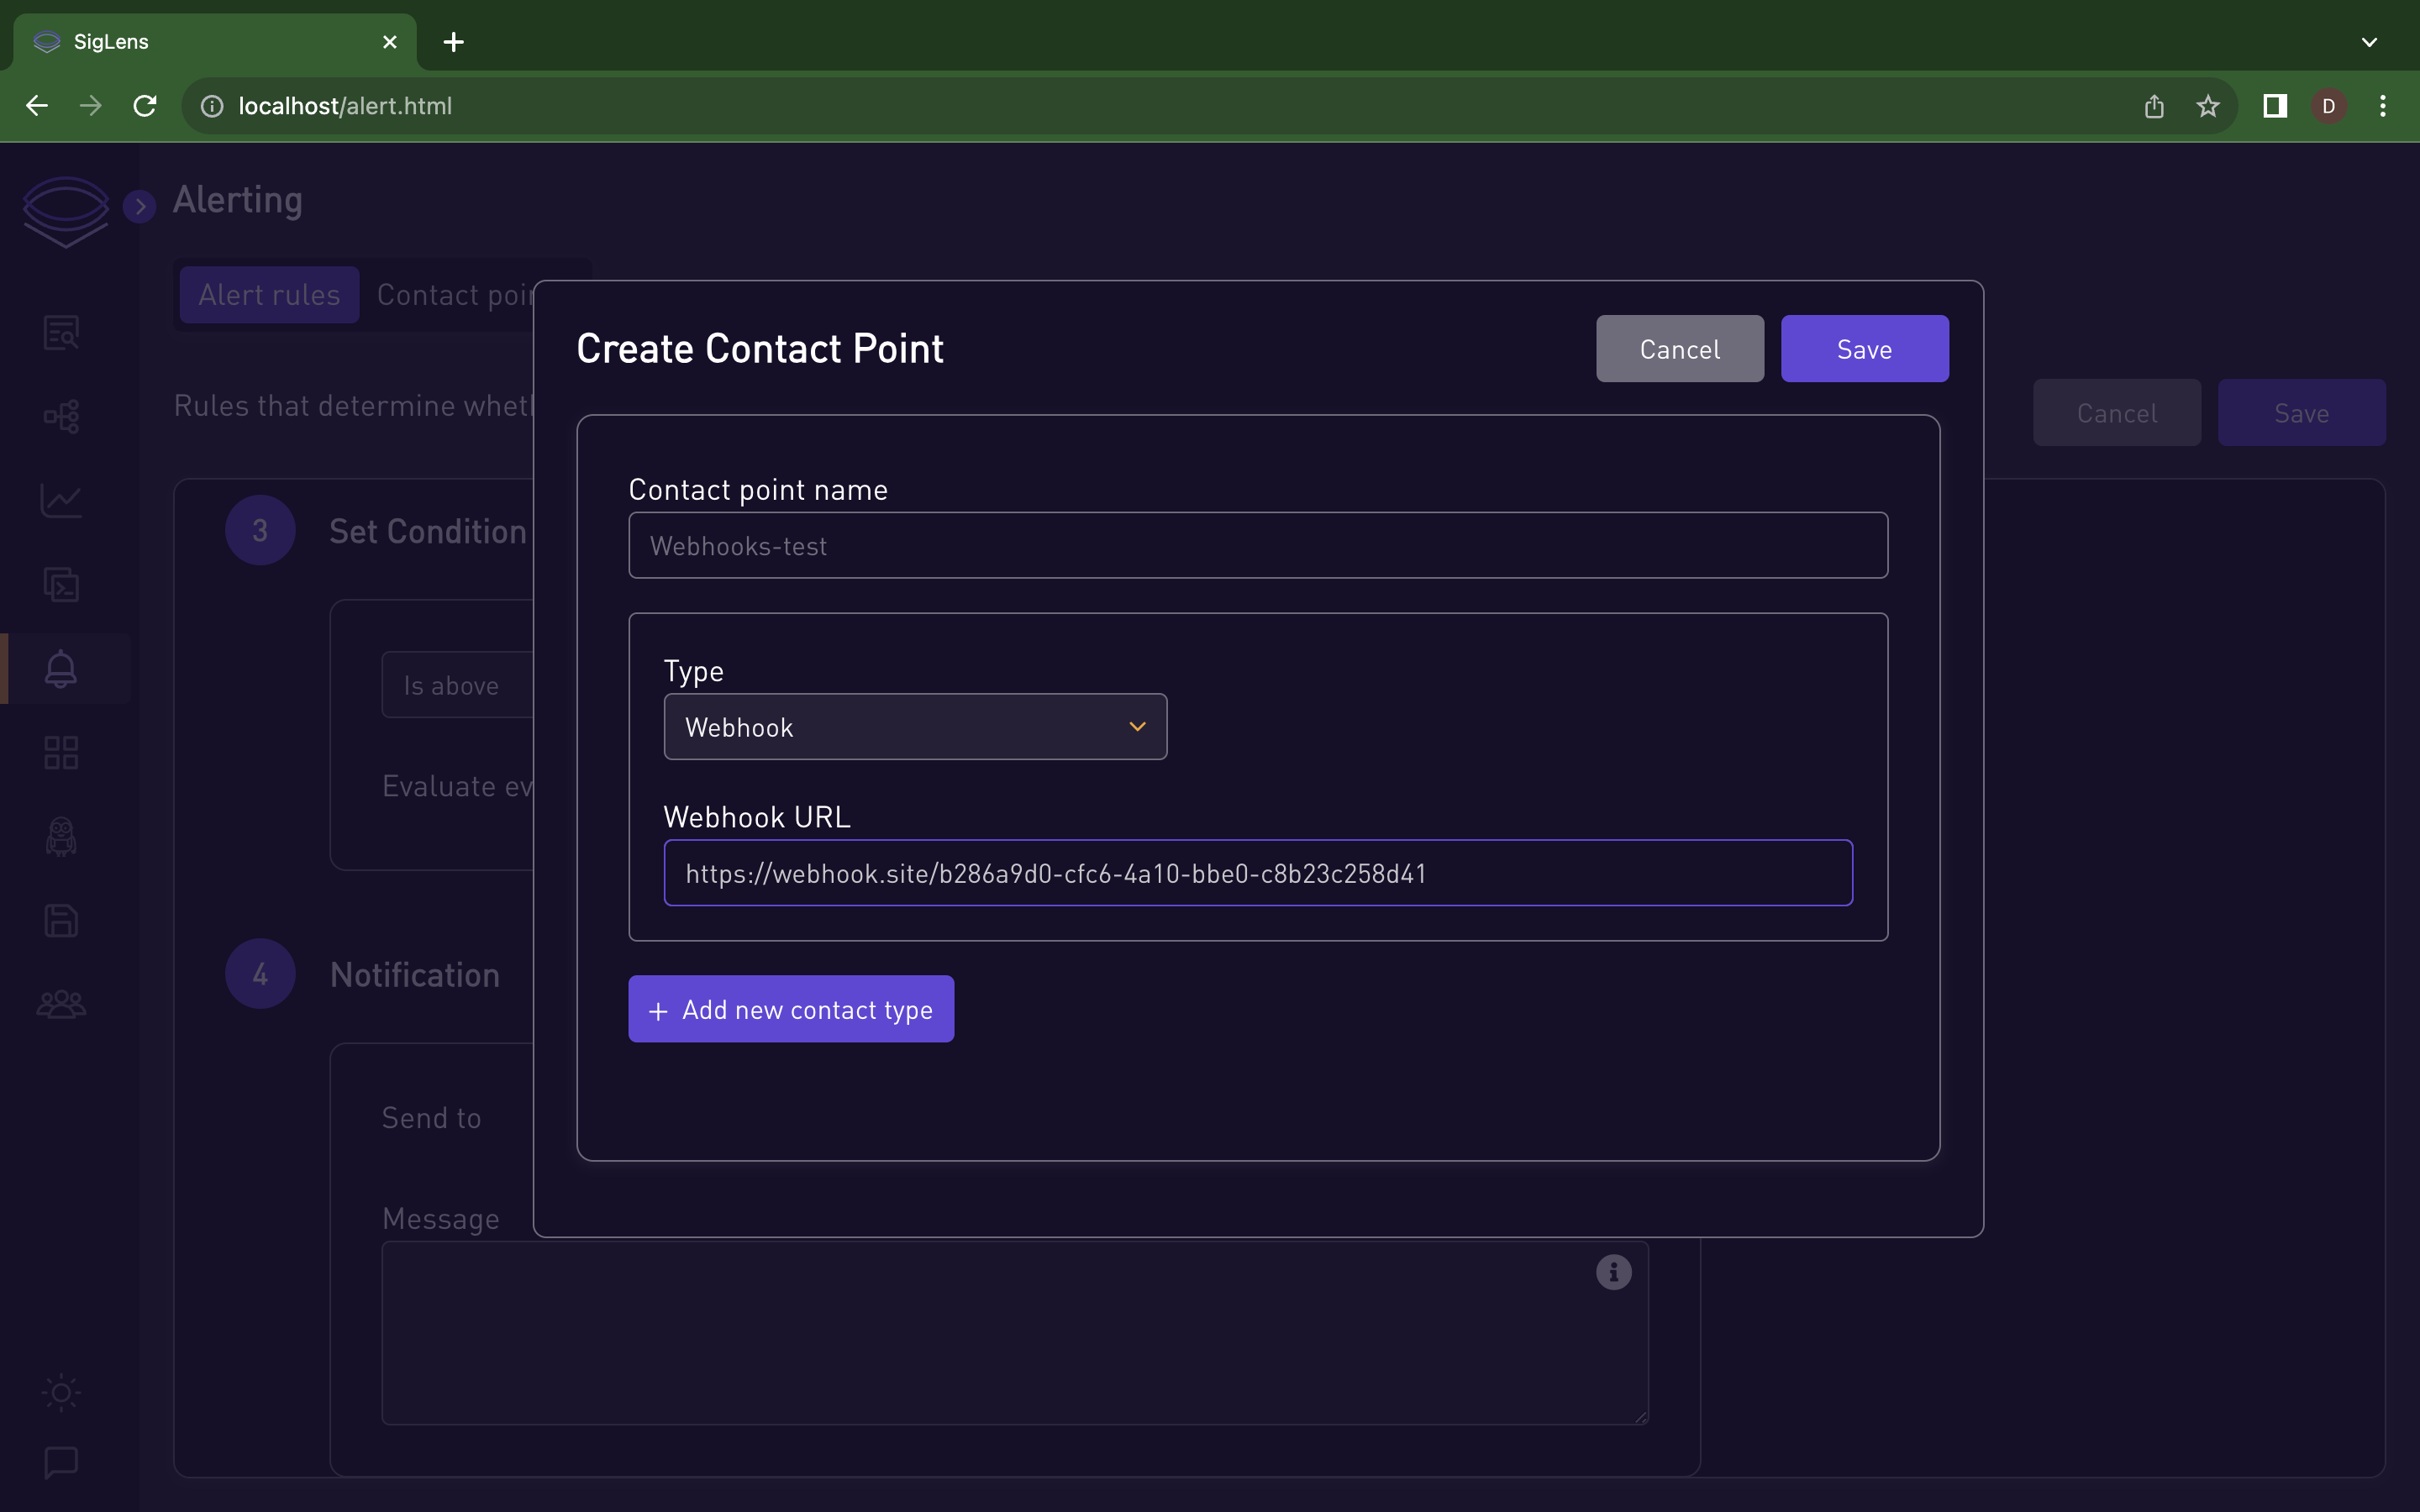 SigLens
localhost/alert.html
Alerting
Alert rules
Contact poin
Rules that determine wheth
Cancel
Save
3
Set Condition
Is above
Evaluate ev
4
Notification
Send to
Message
Create Contact Point
Cancel
Save
Contact point name
Webhooks-test
Type
Webhook
Webhook URL
https://webhook.site/b286a9d0-cfc6-4a10-bbe0-c8b23c258d41
+ Add new contact type
D